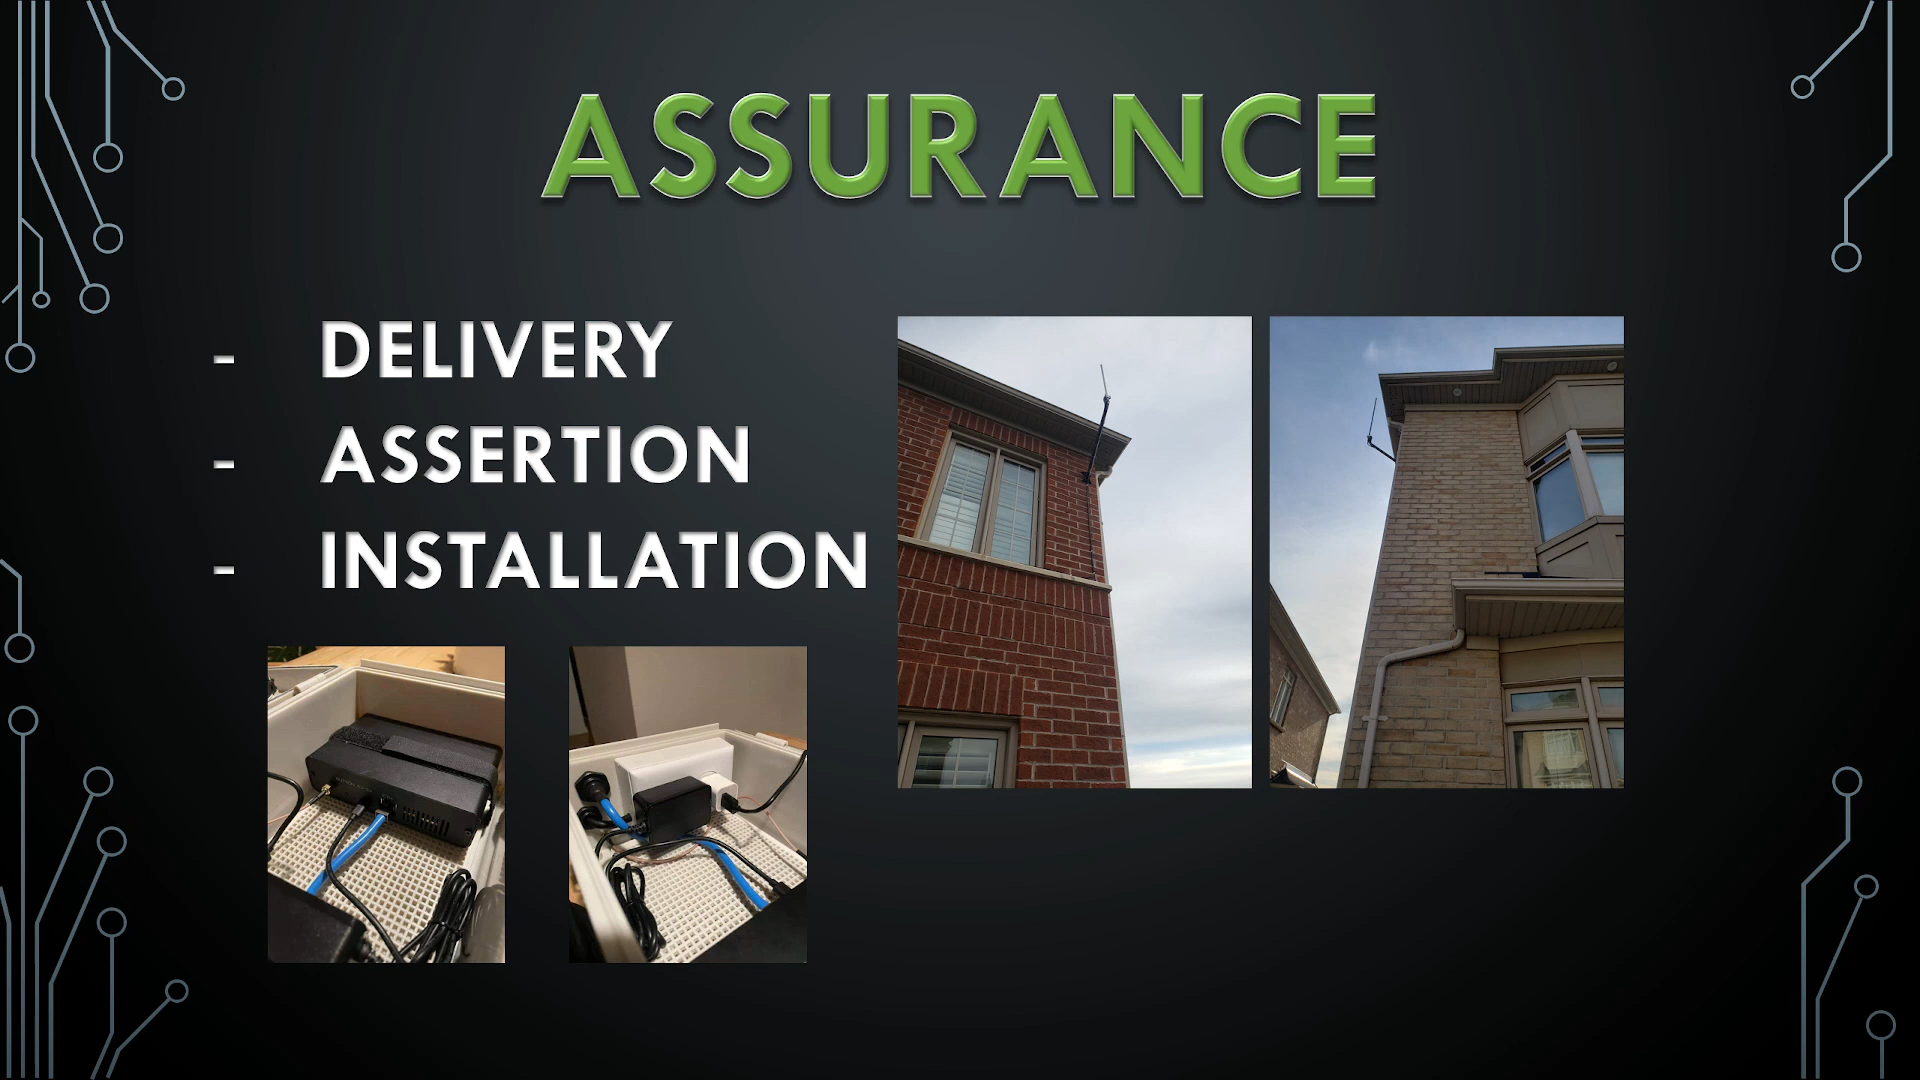 ASSURANCE
- DELIVERY
- ASSERTION
- INSTALLATION